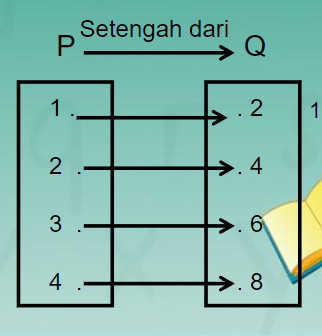 Setengah dari
P Q
1 . . 2 1
2 . . 4
3 . . 6
4 . . 8